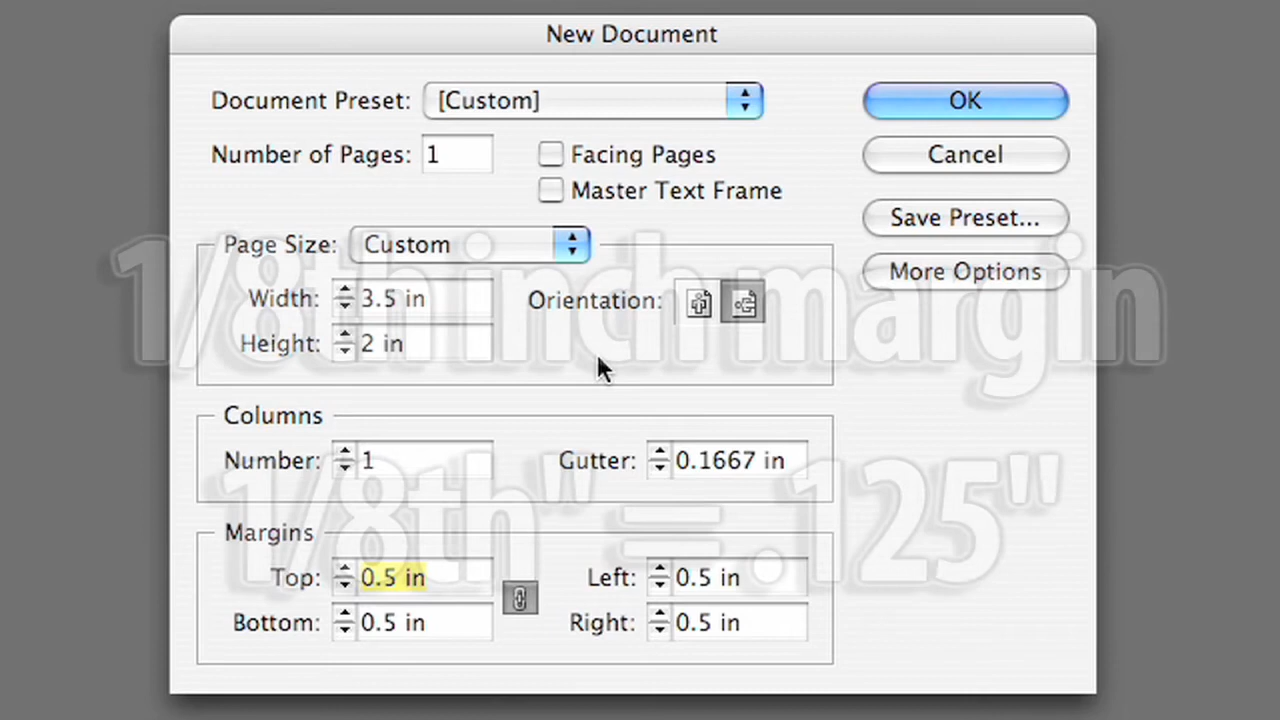 New Document
Document Preset: [Custom]
OK
Number of Pages: 1
Facing Pages
Cancel
Master Text Frame
Save Preset...
Page Size: Custom
More Options
1/8th inch margin
Width: 3.5 in
Orientation:
Height: 2 in
Columns
Number: 1
Gutter: 0.1667 in
1/8th" = .125"
Margins
Top: 0.5 in
Left: 0.5 in
Bottom: 0.5 in
Right: 0.5 in